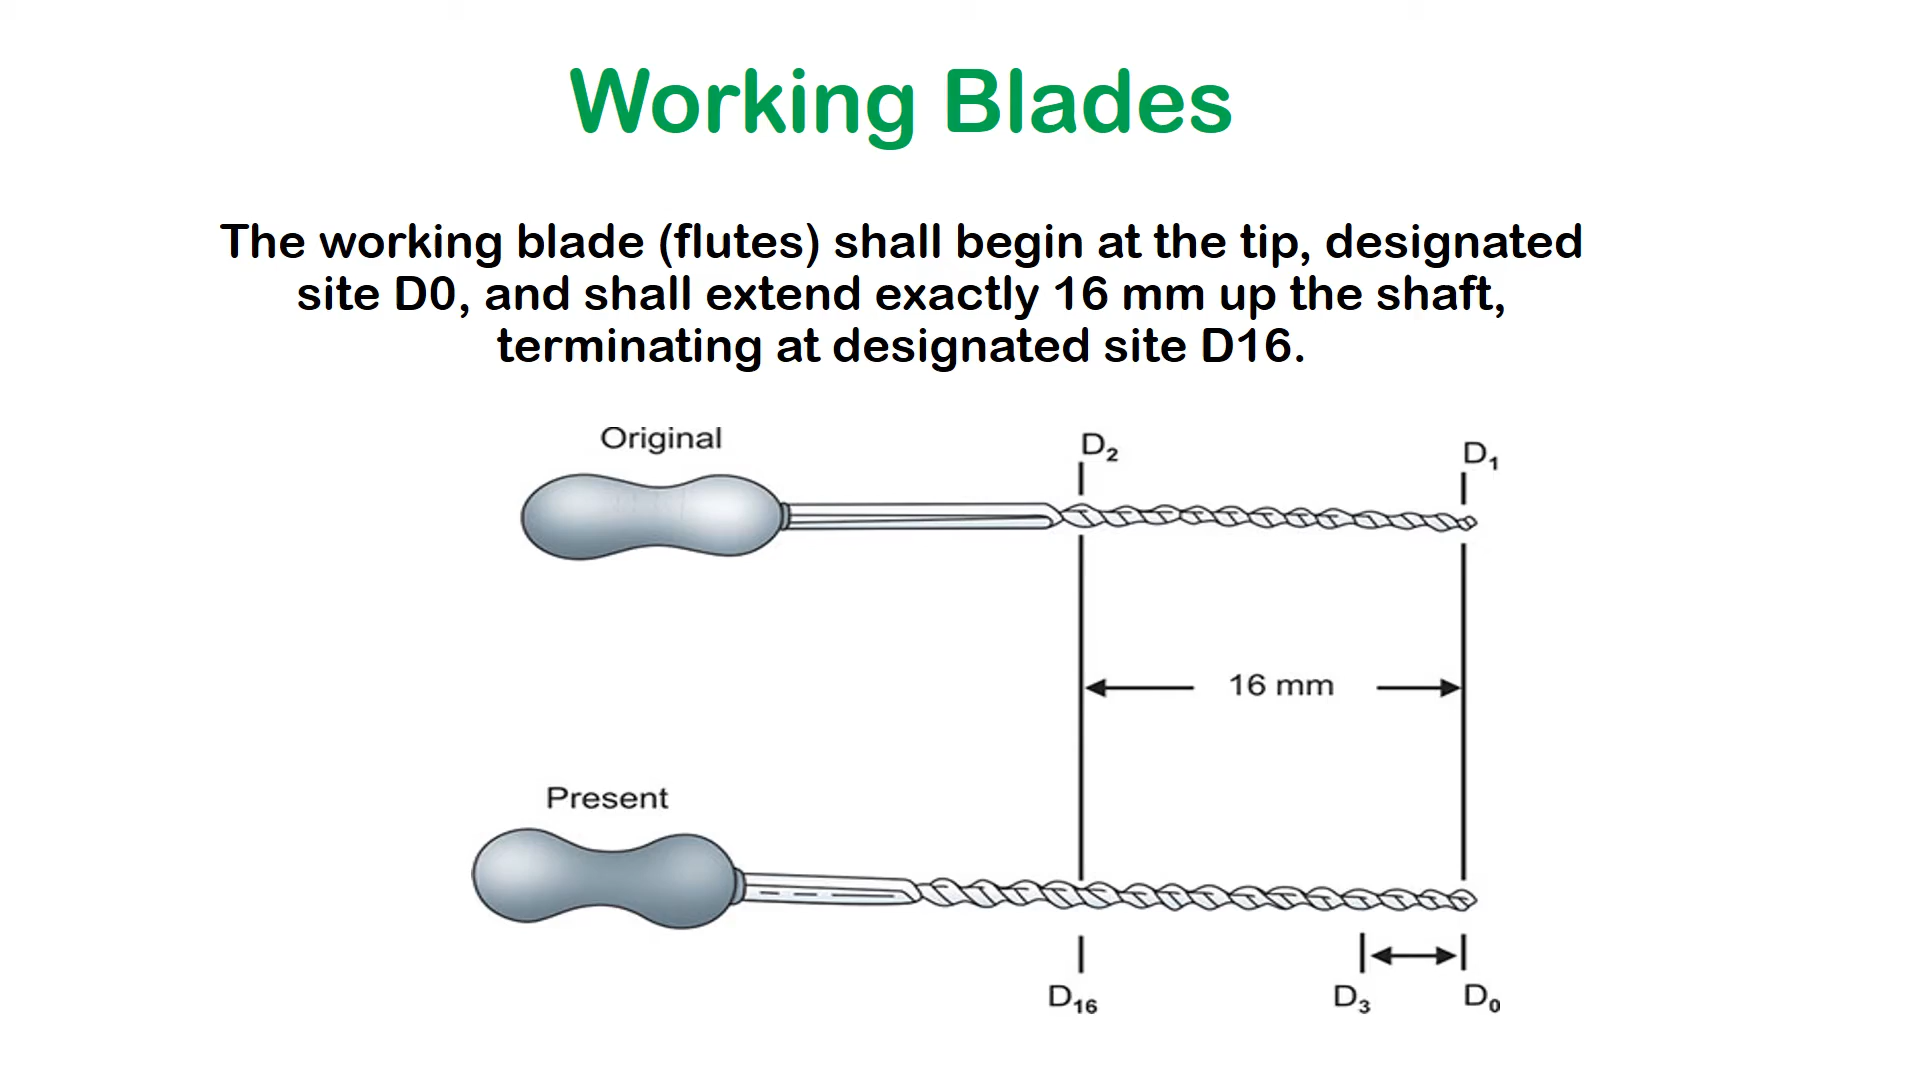 Working Blades
The working blade (flutes) shall begin at the tip, designated
site D0, and shall extend exactly 16 mm up the shaft,
terminating at designated site D16.
Original
D₂
D₁
16 mm
Present
D₁₆
D₃
D₀